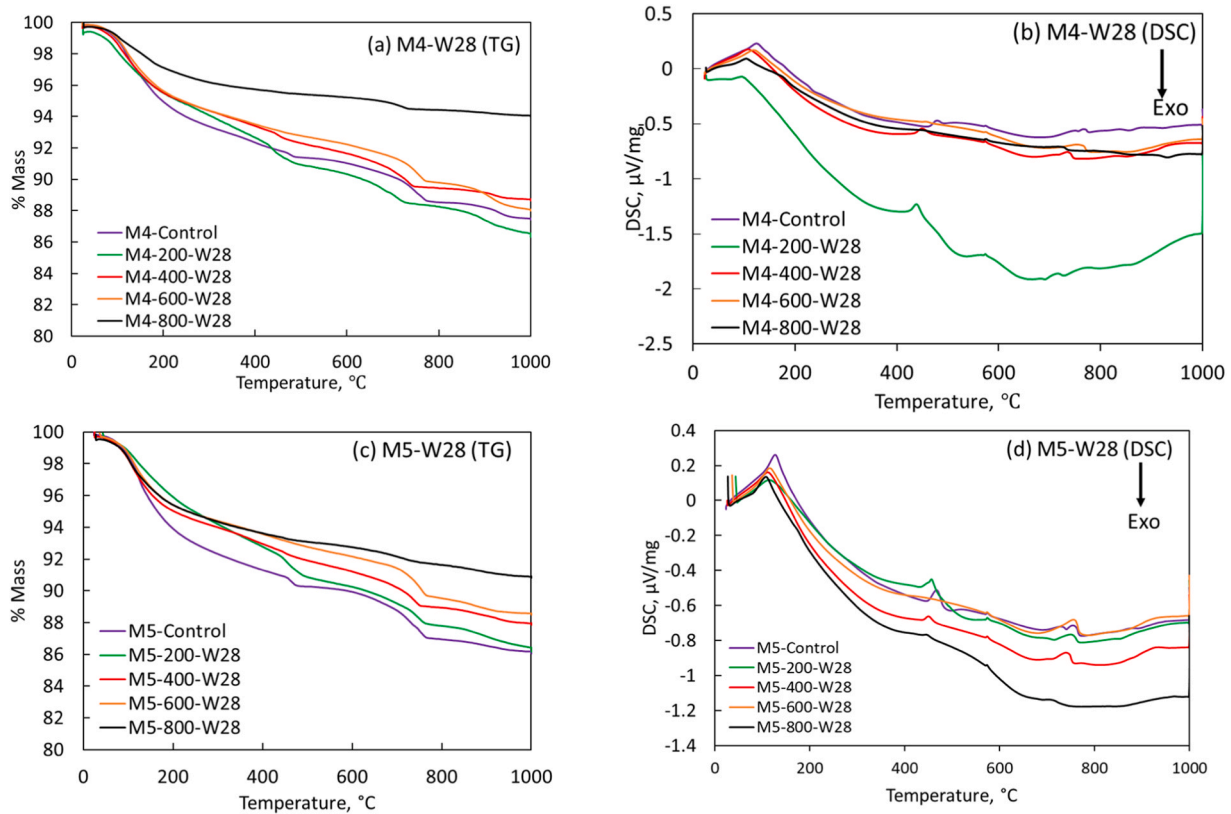 (a) M4-W28 (TG)
100
98
96
94
92
90
88
86
84
82
80
% Mass
M4-Control
M4-200-W28
M4-400-W28
M4-600-W28
M4-800-W28
0 200 400 600 800 1000
Temperature, °C
(b) M4-W28 (DSC)
Exo
0.5
0
-0.5
-1
-1.5
-2
-2.5
DSC, µV/mg
M4-Control
M4-200-W28
M4-400-W28
M4-600-W28
M4-800-W28
0 200 400 600 800 1000
Temperature, °C
(c) M5-W28 (TG)
100
98
96
94
92
90
88
86
84
82
80
% Mass
M5-Control
M5-200-W28
M5-400-W28
M5-600-W28
M5-800-W28
0 200 400 600 800 1000
Temperature, °C
(d) M5-W28 (DSC)
Exo
0.4
0.2
0
-0.2
-0.4
-0.6
-0.8
-1
-1.2
-1.4
DSC, µV/mg
M5-Control
M5-200-W28
M5-400-W28
M5-600-W28
M5-800-W28
0 200 400 600 800 1000
Temperature, °C